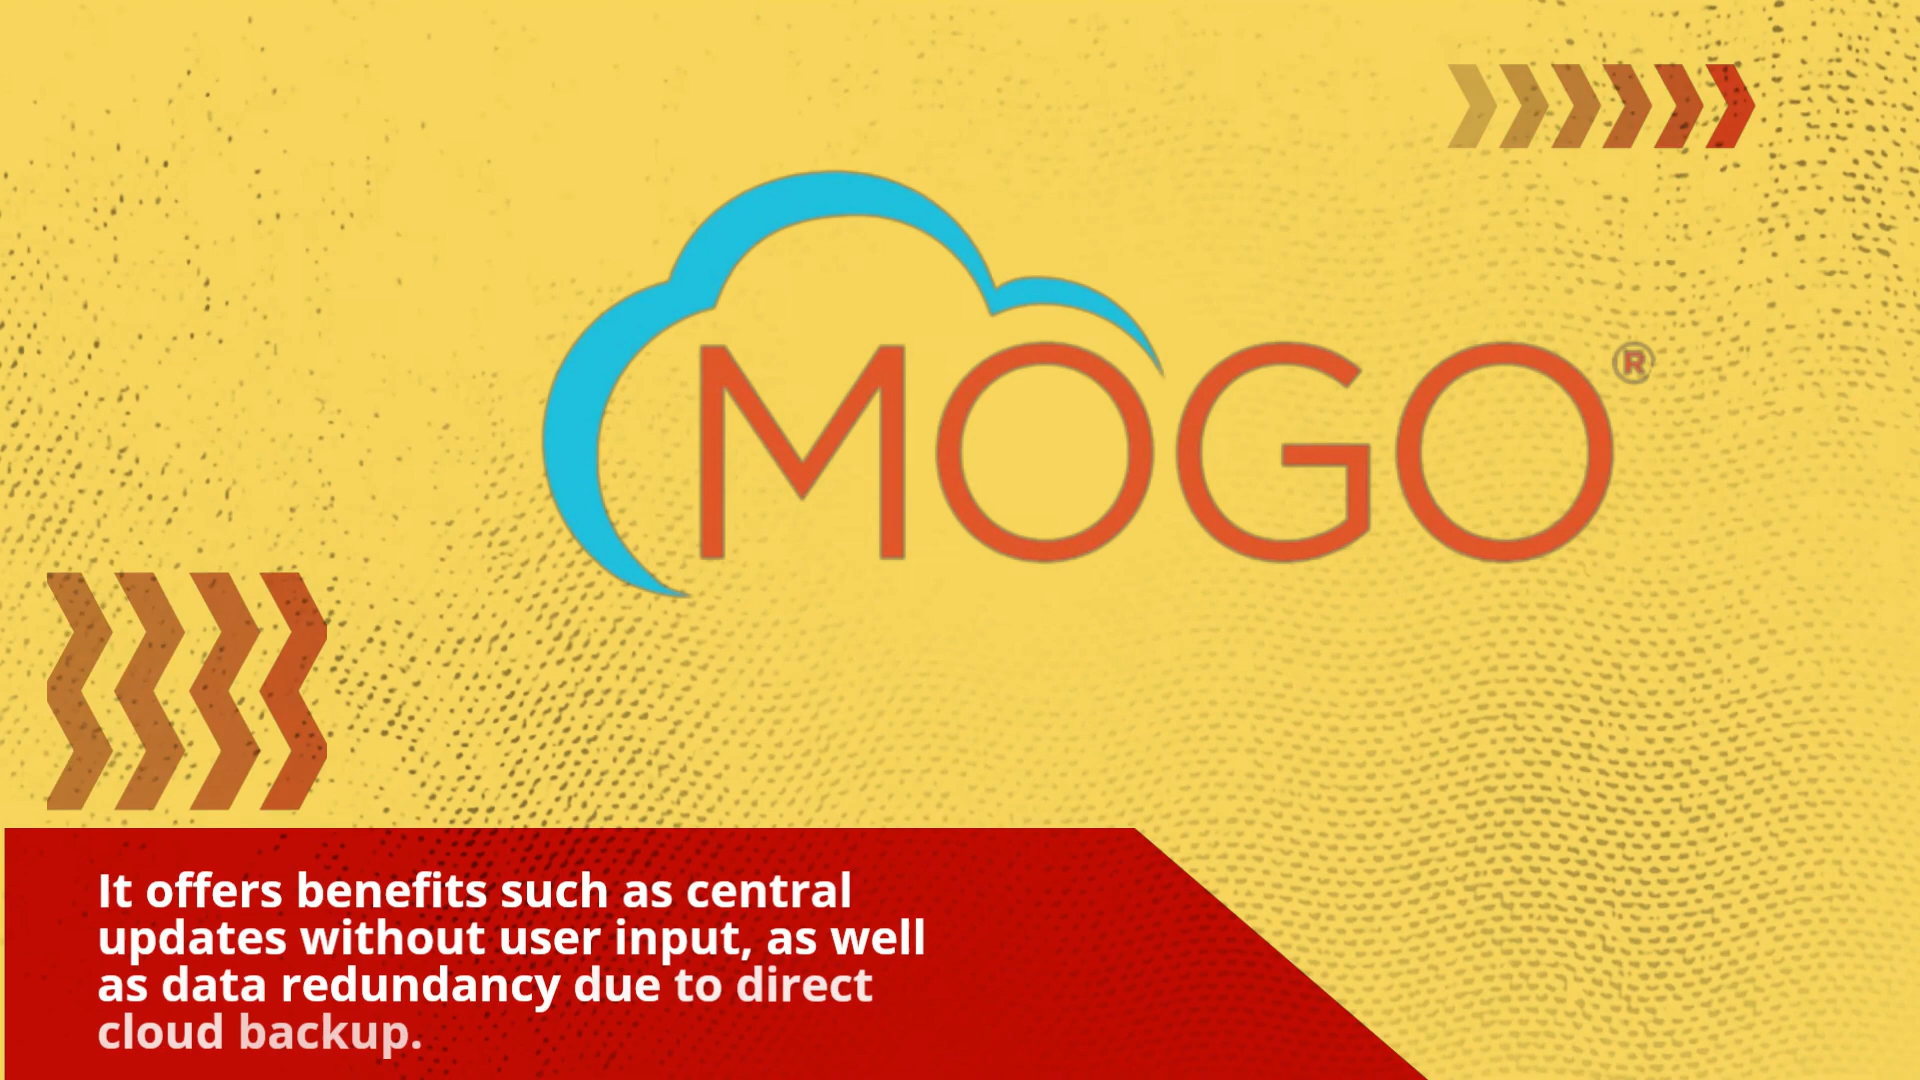 MOGO®
It offers benefits such as central
updates without user input, as well
as data redundancy due to direct
cloud backup.